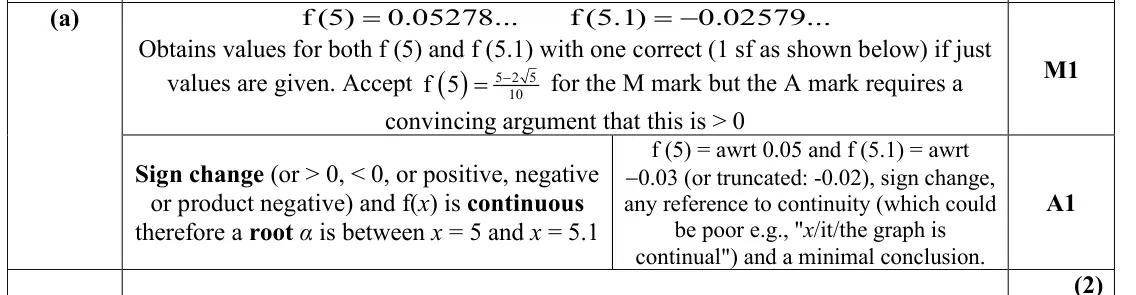 (a)
f(5) = 0.05278... f(5.1) = −0.02579...
Obtains values for both f (5) and f (5.1) with one correct (1 sf as shown below) if just
values are given. Accept f (5) = (5−2√5)/10 for the M mark but the A mark requires a
convincing argument that this is > 0
M1
Sign change (or > 0, < 0, or positive, negative
or product negative) and f(x) is continuous
therefore a root α is between x = 5 and x = 5.1
f (5) = awrt 0.05 and f (5.1) = awrt
−0.03 (or truncated: -0.02), sign change,
any reference to continuity (which could
be poor e.g., "x/it/the graph is
continual") and a minimal conclusion.
A1
(2)